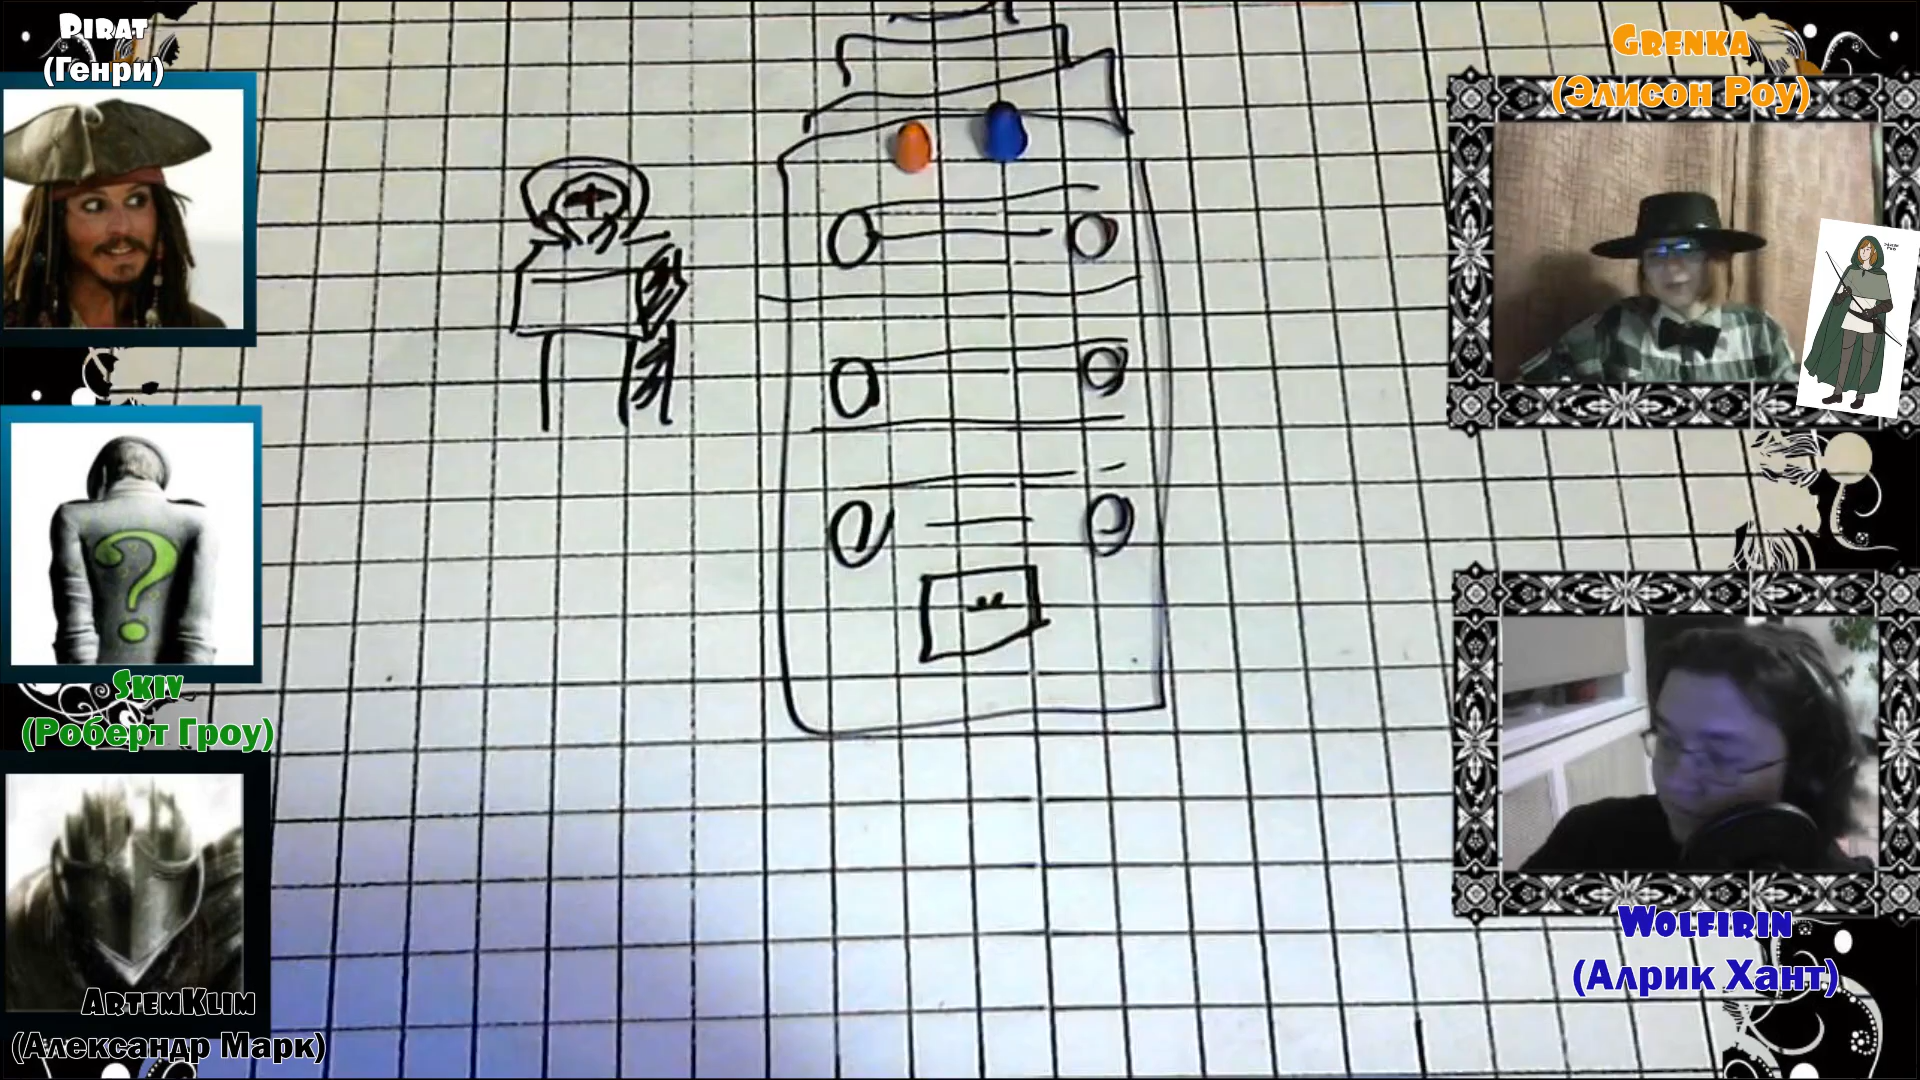 Pirat
(Генри)
Skiv
(Роберт Гроу)
ArtemKlim
(Александр Марк)
Grenka
(Элисон Роу)
Wolfirin
(Алрик Хант)